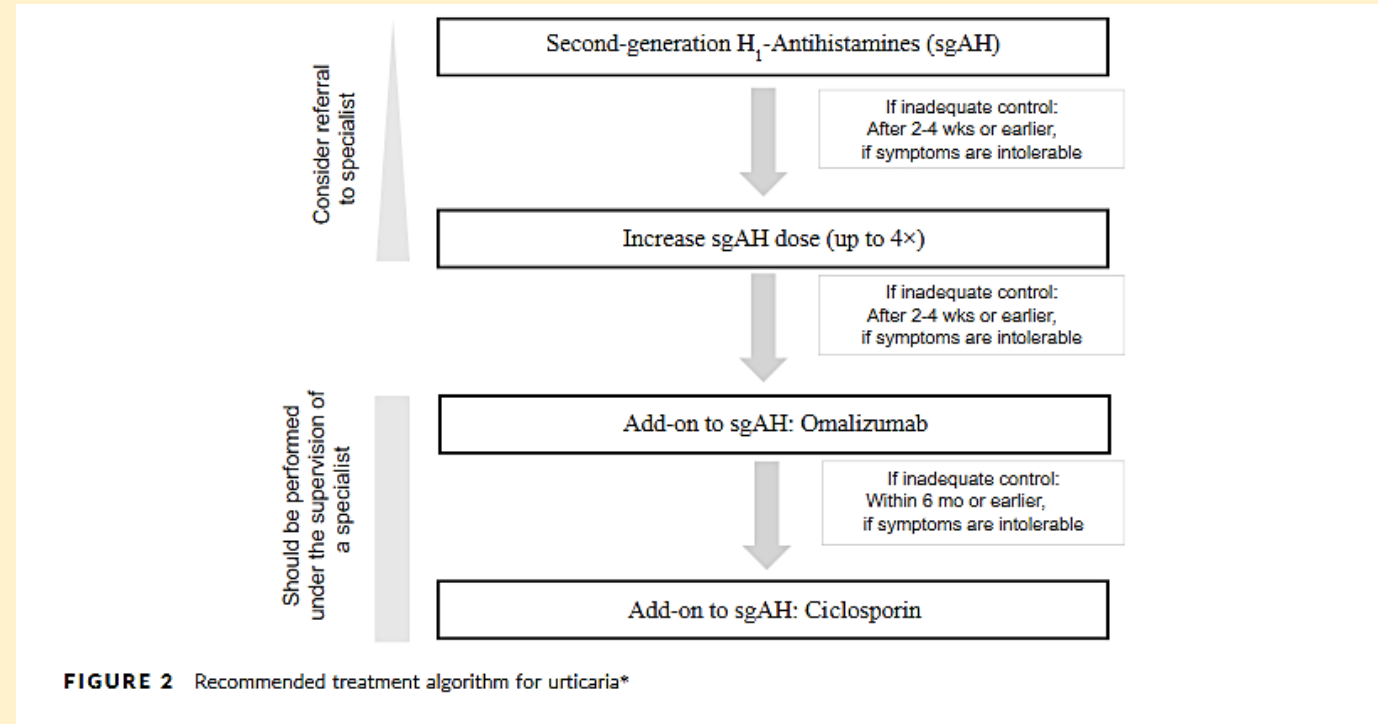 Second-generation H₁-Antihistamines (sgAH)
Consider referral
to specialist
If inadequate control:
After 2-4 wks or earlier,
if symptoms are intolerable
Increase sgAH dose (up to 4×)
If inadequate control:
After 2-4 wks or earlier,
if symptoms are intolerable
Should be performed
under the supervision of
a specialist
Add-on to sgAH: Omalizumab
If inadequate control:
Within 6 mo or earlier,
if symptoms are intolerable
Add-on to sgAH: Ciclosporin
FIGURE 2 Recommended treatment algorithm for urticaria*